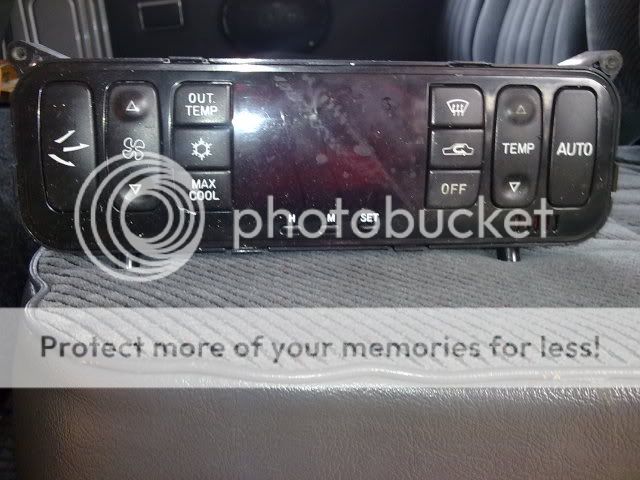 OUT.
TEMP
MAX
COOL
H M SET
OFF
TEMP
AUTO
photobucket
Protect more of your memories for less!